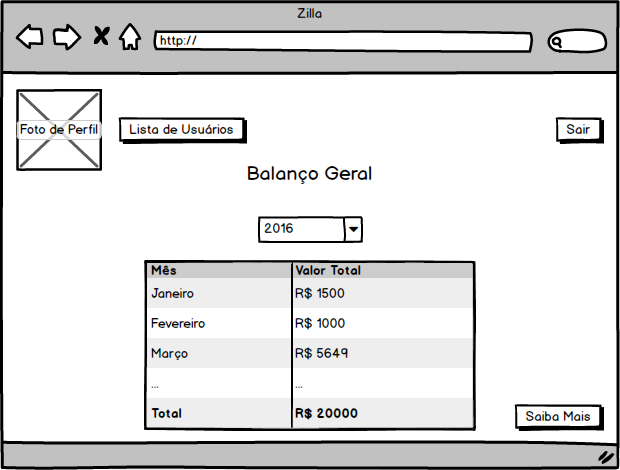 Zilla
http://
Foto de Perfil
Lista de Usuários
Sair
Balanço Geral
2016
Mês Valor Total
Janeiro R$ 1500
Fevereiro R$ 1000
Março R$ 5649
... ...
Total R$ 20000
Saiba Mais